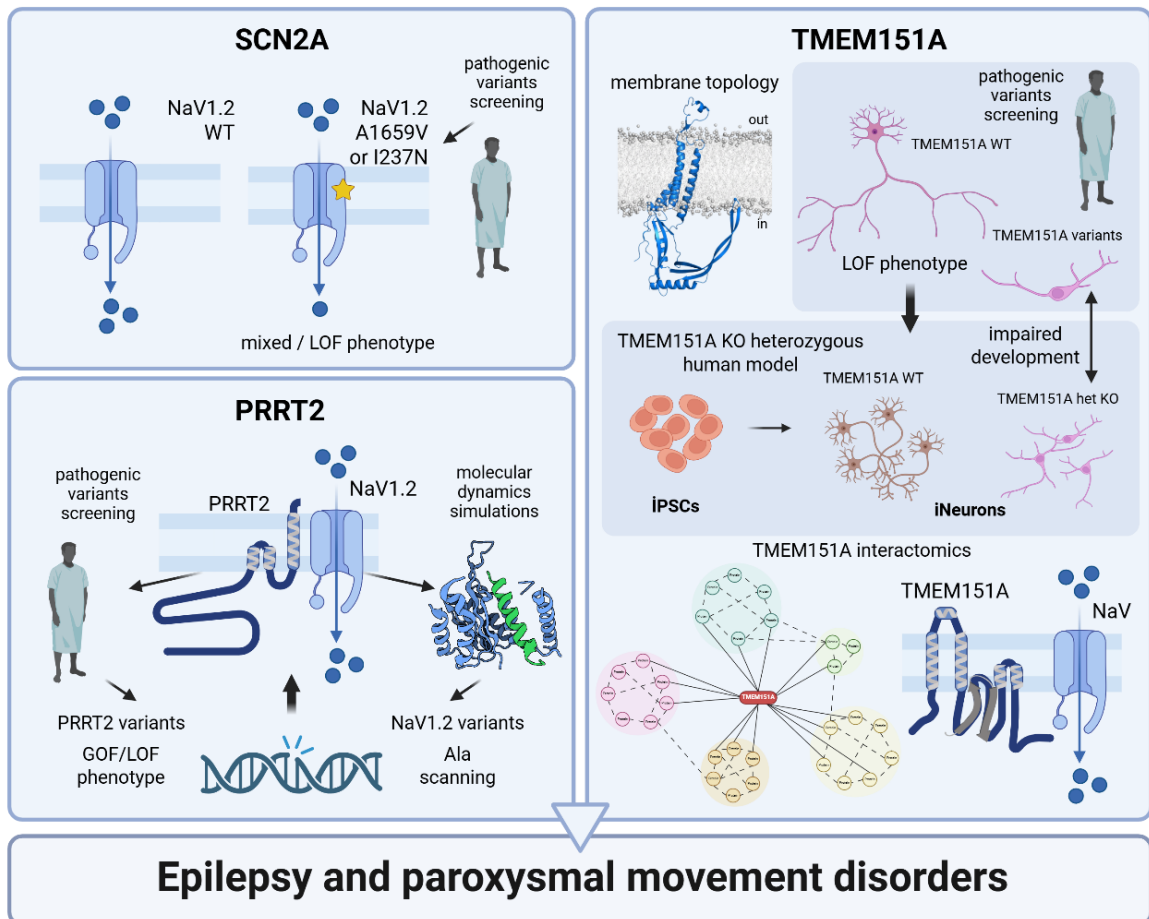 SCN2A
pathogenic
variants
screening
NaV1.2
WT
NaV1.2
A1659V
or I237N
mixed / LOF phenotype
PRRT2
pathogenic
variants
screening
PRRT2
NaV1.2
molecular
dynamics
simulations
PRRT2 variants
GOF/LOF
phenotype
NaV1.2 variants
Ala
scanning
TMEM151A
membrane topology
out
in
pathogenic
variants
screening
TMEM151A WT
TMEM151A variants
LOF phenotype
TMEM151A KO heterozygous
human model
impaired
development
TMEM151A WT
TMEM151A het KO
iPSCs
iNeurons
TMEM151A interactomics
TMEM151A
TMEM151A
NaV
Epilepsy and paroxysmal movement disorders